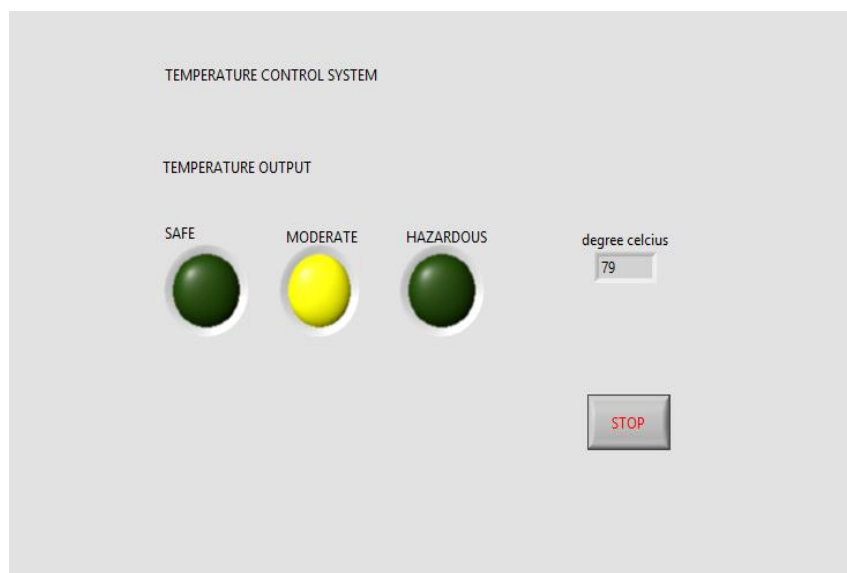 TEMPERATURE CONTROL SYSTEM
TEMPERATURE OUTPUT
SAFE
MODERATE
HAZARDOUS
degree celcius
79
STOP